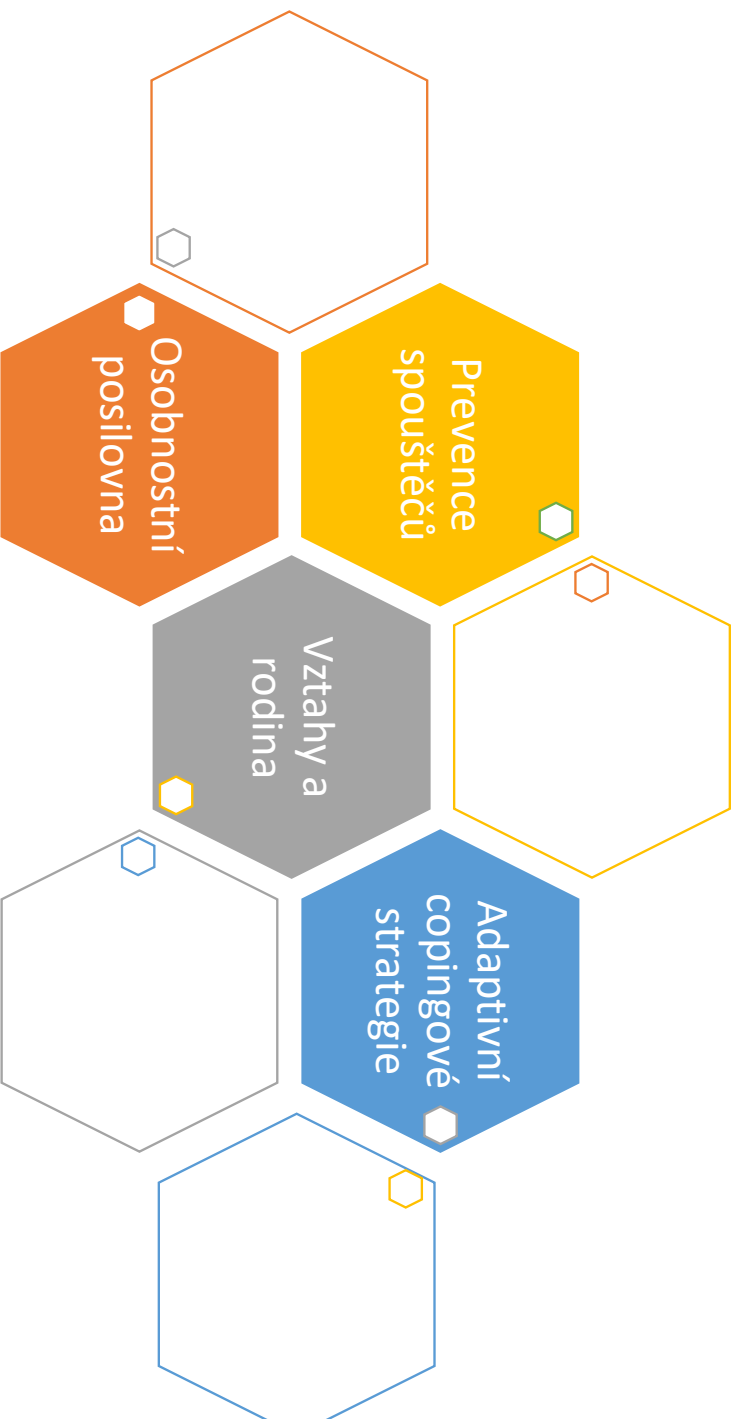 Prevence
spouštěčů
Osobnostní
posilovna
Vztahy a
rodina
Adaptivní
copingové
strategie